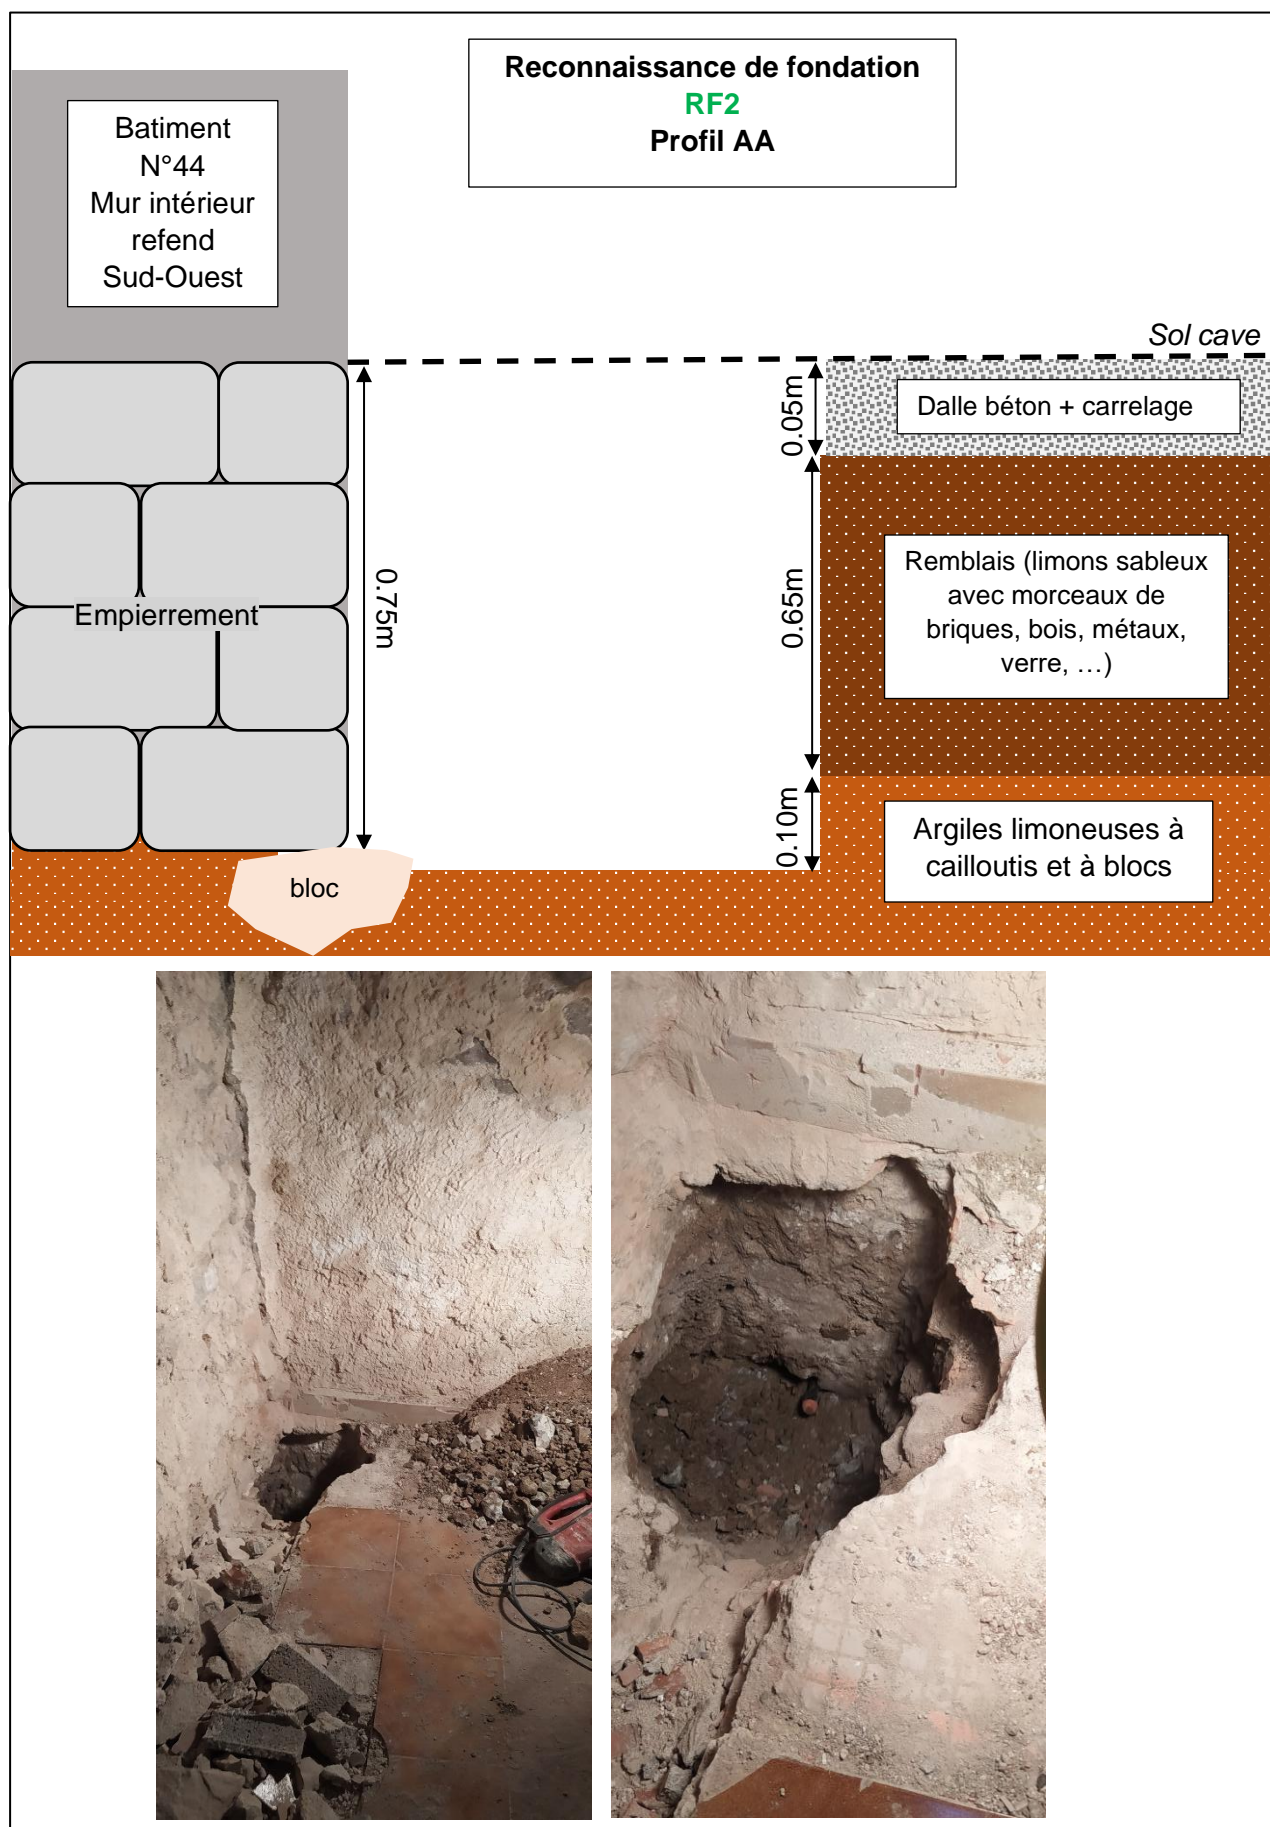 Reconnaissance de fondation
RF2
Profil AA
Batiment
N°44
Mur intérieur
refend
Sud-Ouest
Sol cave
0.05m
Dalle béton + carrelage
Empierrement
0.75m
0.65m
Remblais (limons sableux
avec morceaux de
briques, bois, métaux,
verre, …)
0.10m
Argiles limoneuses à
cailloutis et à blocs
bloc